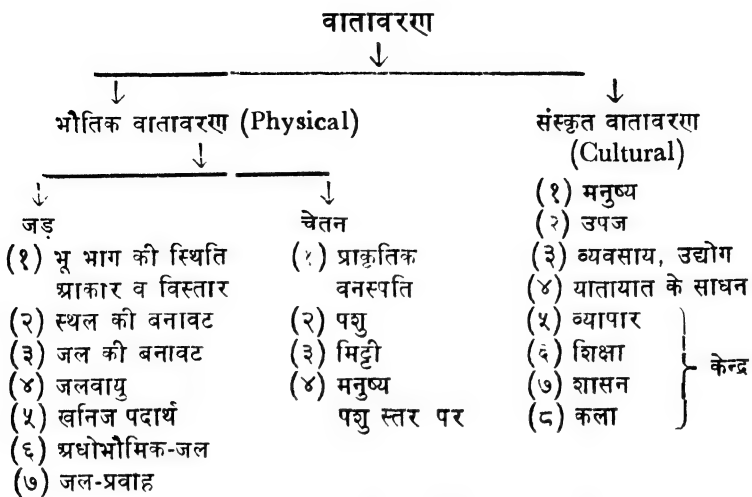 वातावरण
भौतिक वातावरण (Physical)
जड़
(१) भू भाग की स्थिति
आकार व विस्तार
(२) स्थल की बनावट
(३) जल की बनावट
(४) जलवायु
(५) खनिज पदार्थ
(६) अधोभौमिक-जल
(७) जल-प्रवाह
चेतन
(१) प्राकृतिक
वनस्पति
(२) पशु
(३) मिट्टी
(४) मनुष्य
पशु स्तर पर
संस्कृत वातावरण
(Cultural)
(१) मनुष्य
(२) उपज
(३) व्यवसाय, उद्योग
(४) यातायात के साधन
(५) व्यापार
(६) शिक्षा
(७) शासन
(८) कला
केन्द्र